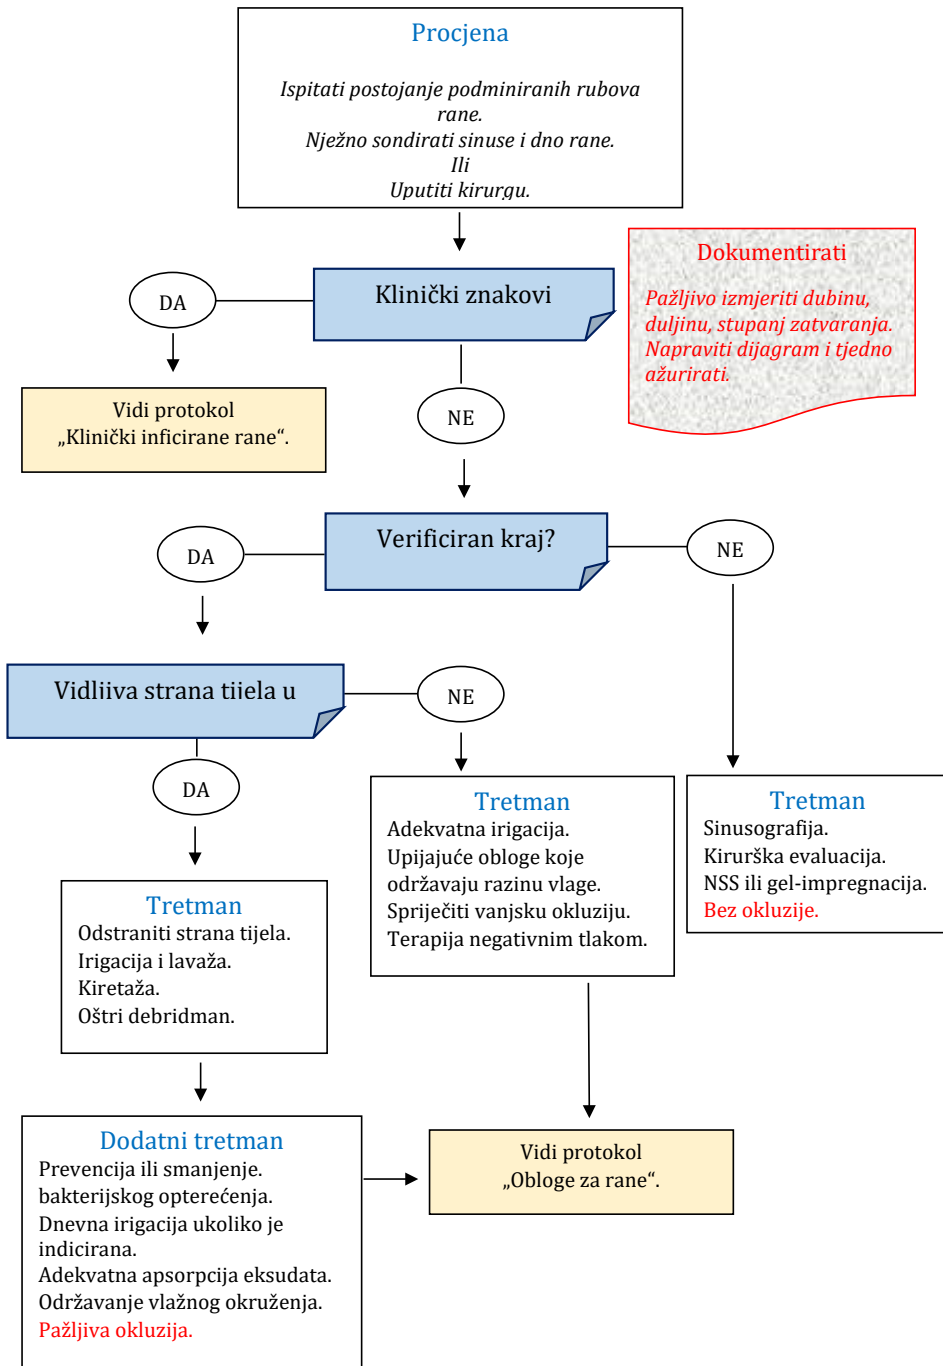 Procjena
Ispitati postojanje podminiranih rubova
rane.
Nježno sondirati sinuse i dno rane.
Ili
Uputiti kirurgu.
Dokumentirati
Pažljivo izmjeriti dubinu,
duljinu, stupanj zatvaranja.
Napraviti dijagram i tjedno
ažurirati.
Klinički znakovi
DA
NE
Vidi protokol
„Klinički inficirane rane“.
Verificiran kraj?
DA
NE
Vidljiva strana tijela u
NE
DA
Tretman
Adekvatna irigacija.
Upijajuće obloge koje
održavaju razinu vlage.
Spriječiti vanjsku okluziju.
Terapija negativnim tlakom.
Tretman
Sinusografija.
Kirurška evaluacija.
NSS ili gel-impregnacija.
Bez okluzije.
Tretman
Odstraniti strana tijela.
Irigacija i lavaža.
Kiretaža.
Oštri debridman.
Dodatni tretman
Prevencija ili smanjenje.
bakterijskog opterećenja.
Dnevna irigacija ukoliko je
indicirana.
Adekvatna apsorpcija eksudata.
Održavanje vlažnog okruženja.
Pažljiva okluzija.
Vidi protokol
„Obloge za rane“.